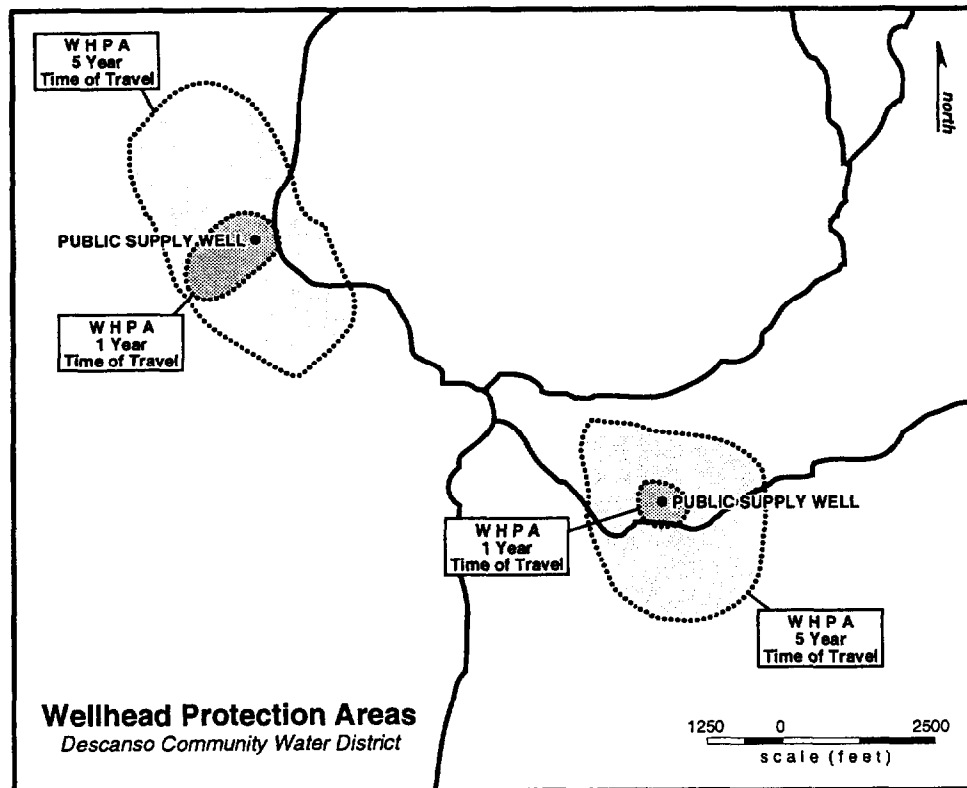 W H P A
5 Year
Time of Travel
north
PUBLIC SUPPLY WELL
W H P A
1 Year
Time of Travel
PUBLIC SUPPLY WELL
W H P A
1 Year
Time of Travel
W H P A
5 Year
Time of Travel
Wellhead Protection Areas
Descanso Community Water District
1250 0 2500
scale (feet)